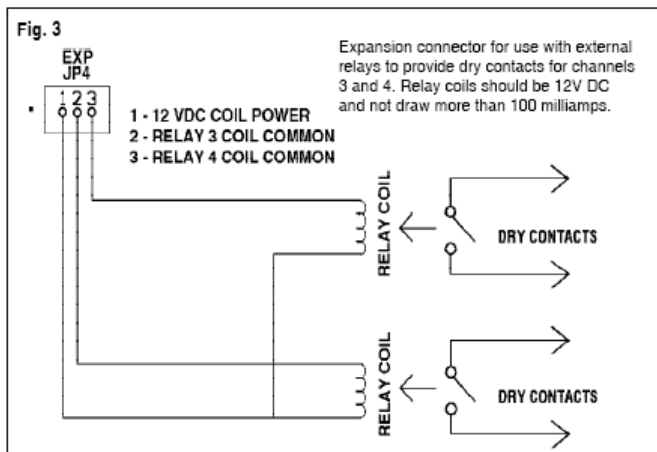 Fig. 3
EXP
JP4
1 2 3
1 - 12 VDC COIL POWER
2 - RELAY 3 COIL COMMON
3 - RELAY 4 COIL COMMON
Expansion connector for use with external
relays to provide dry contacts for channels
3 and 4. Relay coils should be 12V DC
and not draw more than 100 milliamps.
RELAY COIL
DRY CONTACTS
RELAY COIL
DRY CONTACTS